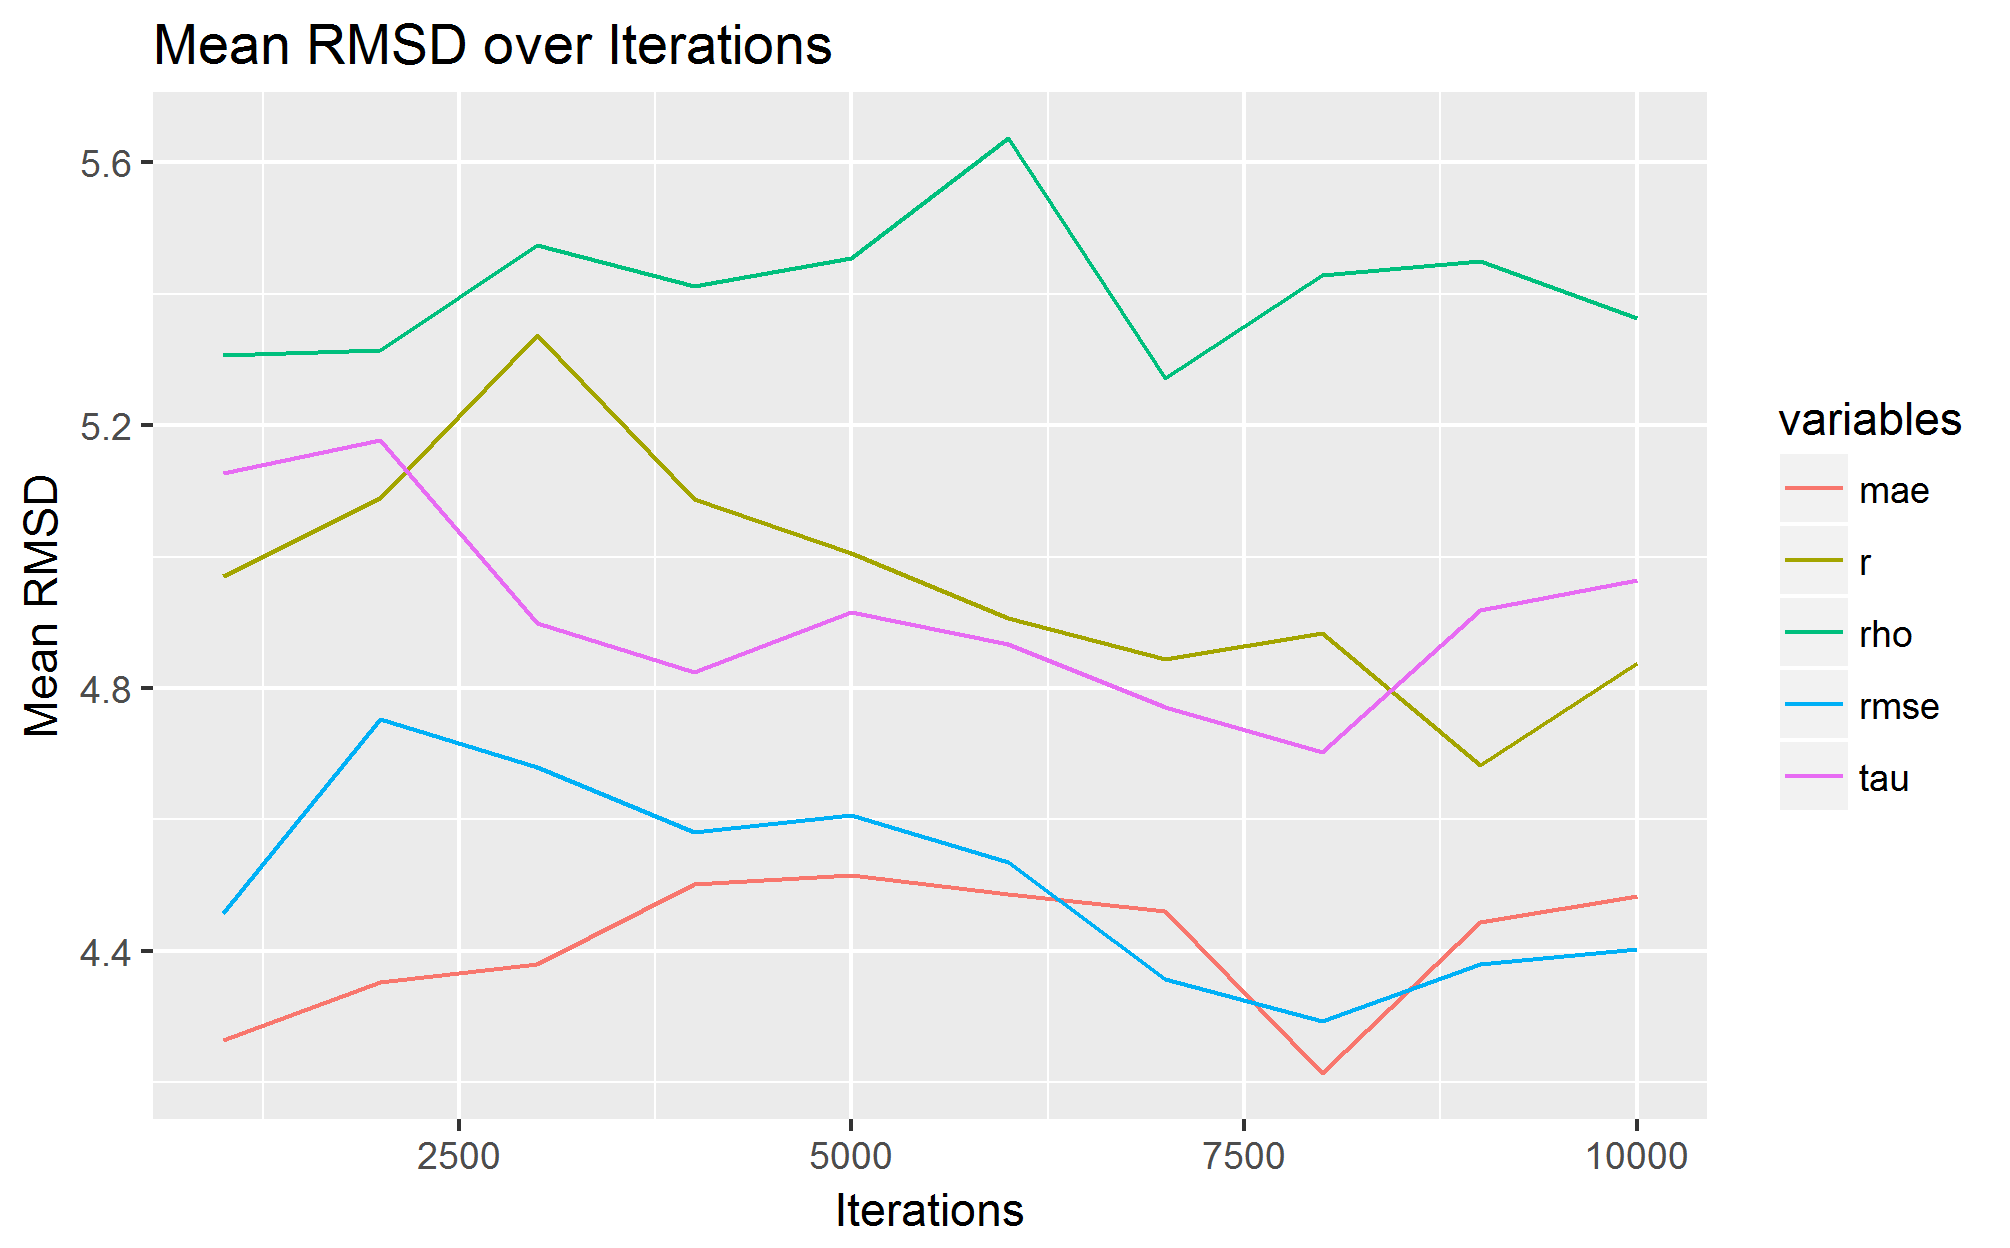 Mean RMSD over Iterations
5.6
5.2
4.8
4.4
Mean RMSD
2500 5000 7500 10000
Iterations
variables
mae
r
rho
rmse
tau